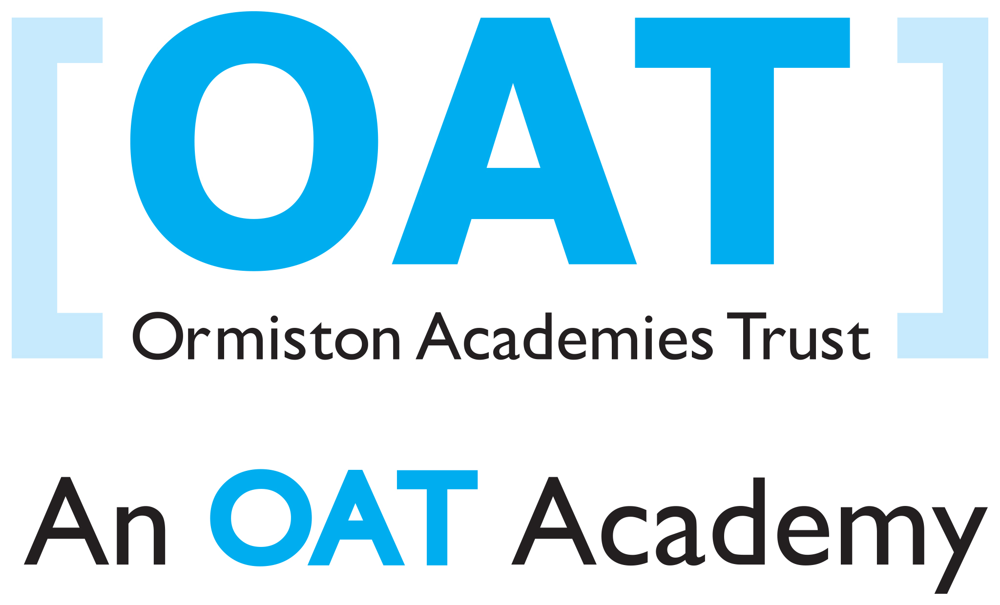 [OAT]
Ormiston Academies Trust
An OAT Academy